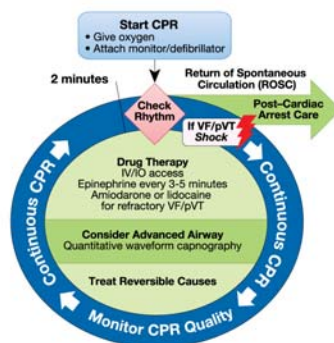 Start CPR
• Give oxygen
• Attach monitor/defibrillator
2 minutes
Return of Spontaneous
Circulation (ROSC)
Check
Rhythm
Post–Cardiac
Arrest Care
If VF/pVT
Shock
Drug Therapy
IV/IO access
Epinephrine every 3-5 minutes
Amiodarone or lidocaine
for refractory VF/pVT
Consider Advanced Airway
Quantitative waveform capnography
Treat Reversible Causes
Continuous CPR
Continuous CPR
Monitor CPR Quality